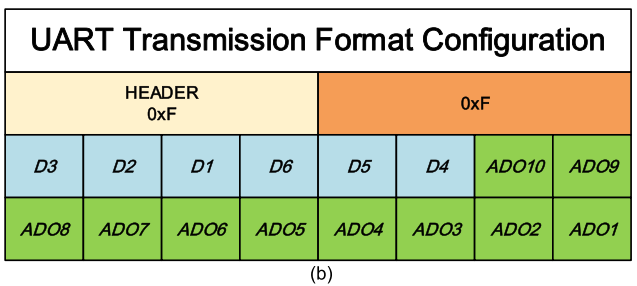 UART Transmission Format Configuration
HEADER
0xF
0xF
D3 D2 D1 D6 D5 D4 ADO10 ADO9
ADO8 ADO7 ADO6 ADO5 ADO4 ADO3 ADO2 ADO1
(b)